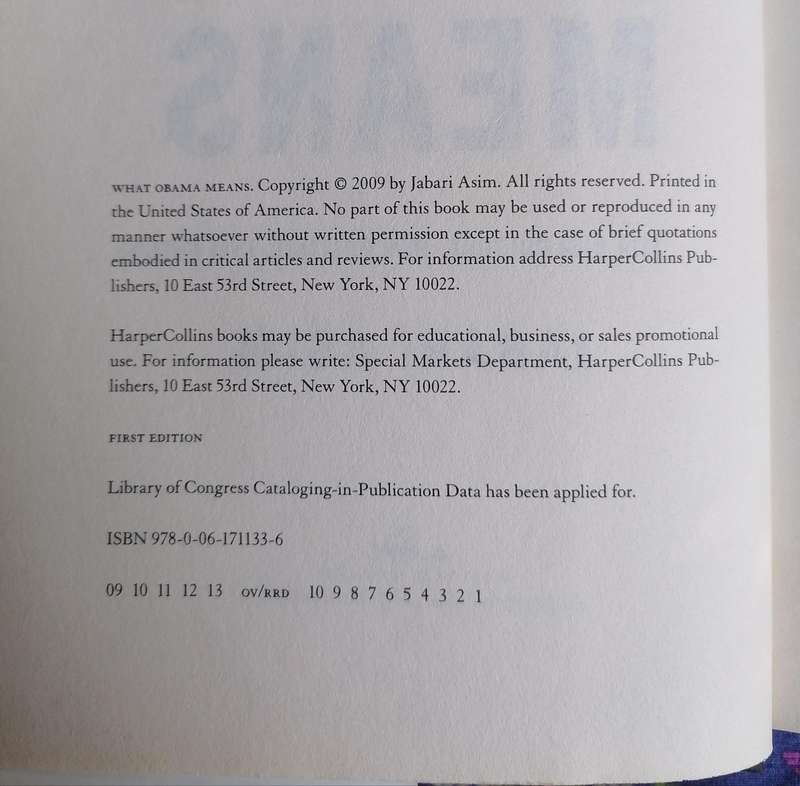 MEANS
WHAT OBAMA MEANS. Copyright © 2009 by Jabari Asim. All rights reserved. Printed in
the United States of America. No part of this book may be used or reproduced in any
manner whatsoever without written permission except in the case of brief quotations
embodied in critical articles and reviews. For information address HarperCollins Pub-
lishers, 10 East 53rd Street, New York, NY 10022.
HarperCollins books may be purchased for educational, business, or sales promotional
use. For information please write: Special Markets Department, HarperCollins Pub-
lishers, 10 East 53rd Street, New York, NY 10022.
FIRST EDITION
Library of Congress Cataloging-in-Publication Data has been applied for.
ISBN 978-0-06-171133-6
09 10 11 12 13 OV/RRD 10 9 8 7 6 5 4 3 2 1